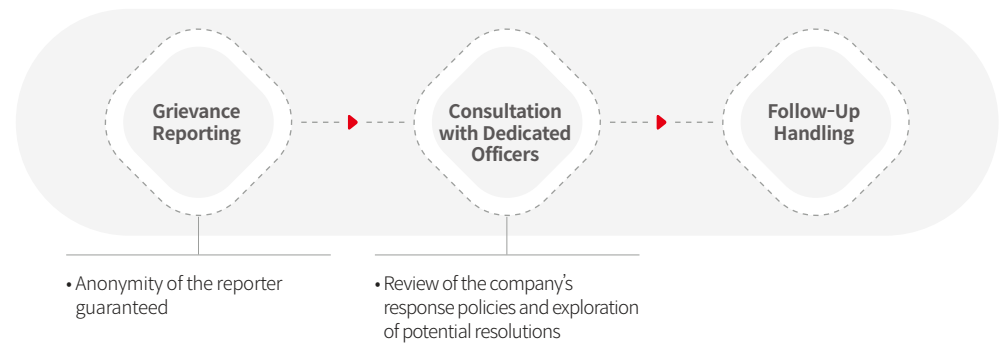 Grievance
Reporting
Consultation
with Dedicated
Officers
Follow-Up
Handling
• Anonymity of the reporter
guaranteed
• Review of the company's
response policies and exploration
of potential resolutions